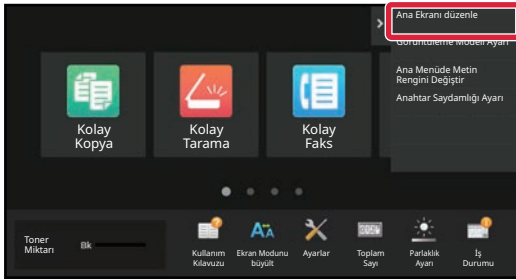 Ana Ekranı düzenle
Görüntüleme Modeli Ayarı
Ana Menüde Metin
Rengini Değiştir
Anahtar Saydamlığı Ayarı
Kolay
Kopya
Kolay
Tarama
Kolay
Faks
Toner
Miktarı
Bk
Kullanım
Kılavuzu
Ekran Modunu
büyült
Ayarlar
Toplam
Sayı
Parlaklık
Ayarı
İş
Durumu